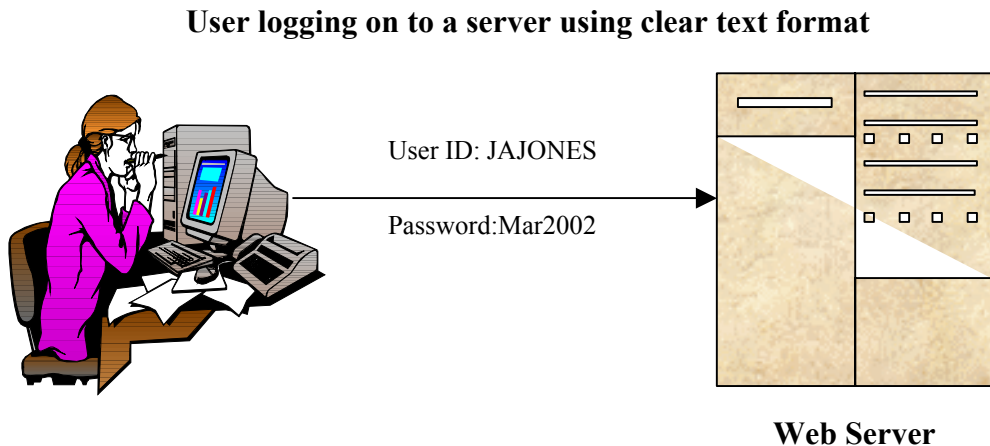 User logging on to a server using clear text format
User ID: JAJONES
Password:Mar2002
Web Server